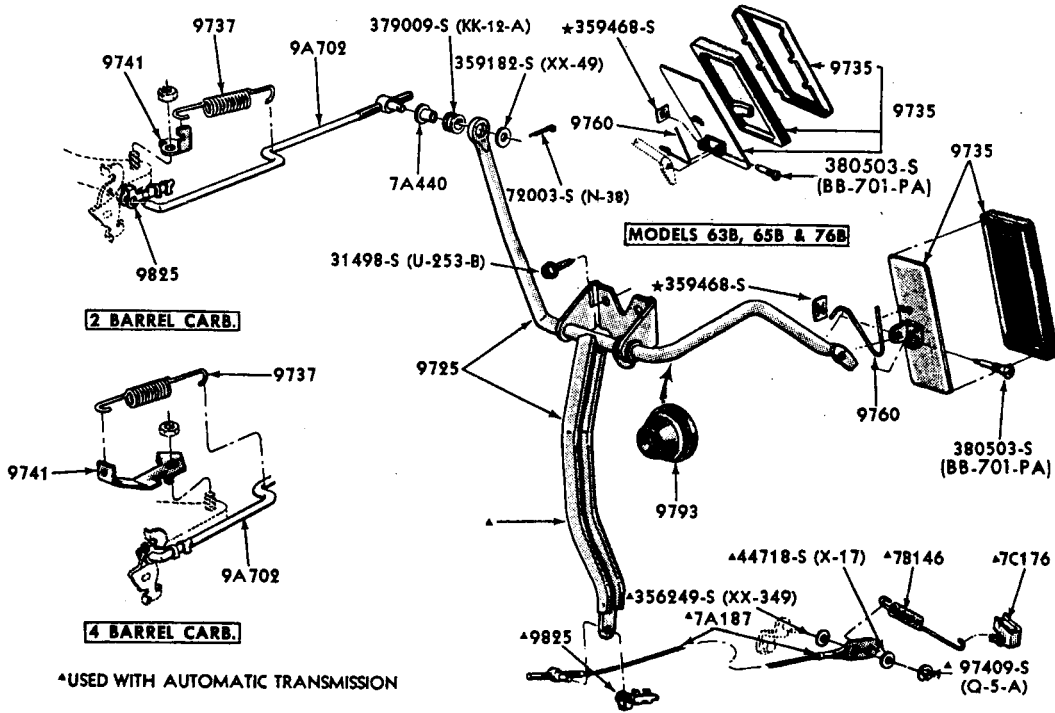 9737
379009-S (KK-12-A)
★359468-S
9A702
9741
359182-S (XX-49)
9735
9735
9760
7A440
380503-S
(BB-701-PA)
9735
72003-S (N-38)
MODELS 63B, 65B & 76B
31498-S (U-253-B)
9825
★359468-S
2 BARREL CARB.
9737
9725
9760
380503-S
(BB-701-PA)
9741
9793
▲
9A702
▲44718-S (X-17)
▲7B146
▲7C176
▲356249-S (XX-349)
▲7A187
4 BARREL CARB.
▲9825
▲97409-S
(Q-5-A)
▲USED WITH AUTOMATIC TRANSMISSION